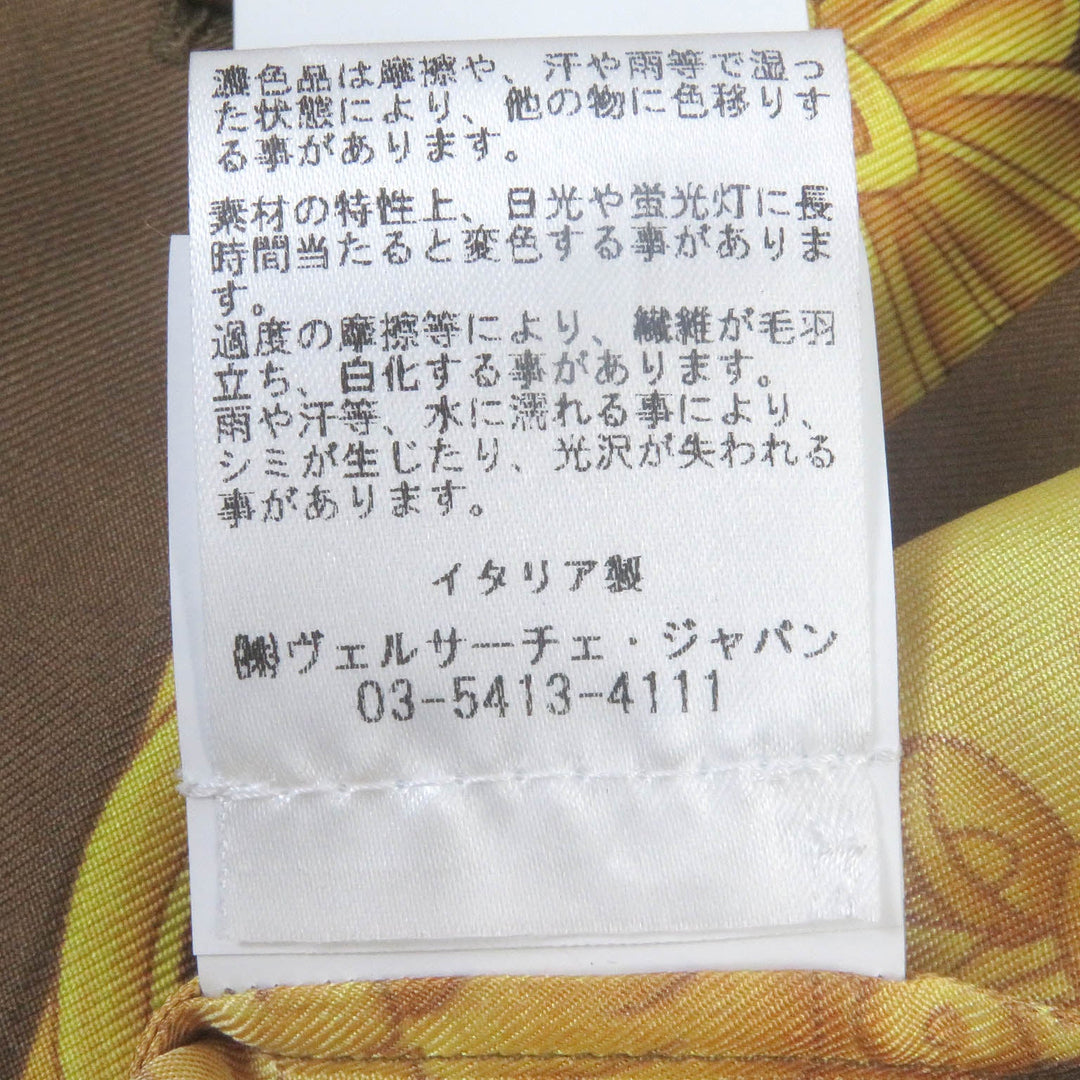 濃色品は摩擦や、汗や雨等で湿っ
た状態により、他の物に色移りす
る事があります。
素材の特性上、日光や蛍光灯に長
時間当たると変色する事がありま
す。
過度の摩擦等により、繊維が毛羽
立ち、白化する事があります。
雨や汗等、水に濡れる事により、
シミが生じたり、光沢が失われる
事があります。
イタリア製
㈱ヴェルサーチェ・ジャパン
03-5413-4111